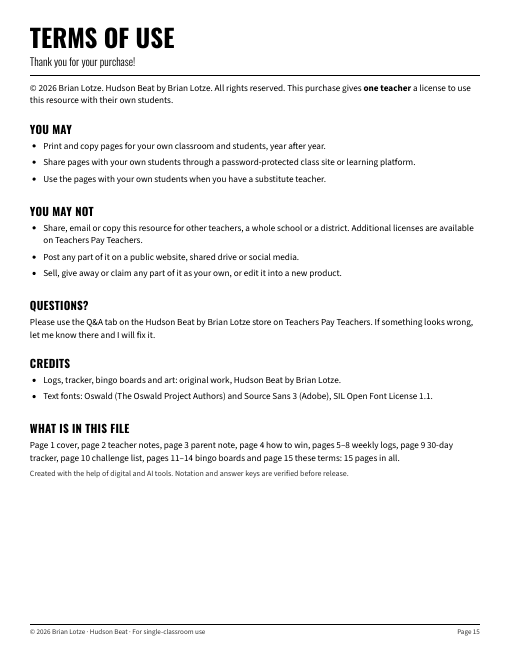 TERMS OF USE
Thank you for your purchase!
© 2026 Brian Lotze. Hudson Beat by Brian Lotze. All rights reserved. This purchase gives one teacher a license to use
this resource with their own students.
YOU MAY
• Print and copy pages for your own classroom and students, year after year.
• Share pages with your own students through a password-protected class site or learning platform.
• Use the pages with your own students when you have a substitute teacher.
YOU MAY NOT
• Share, email or copy this resource for other teachers, a whole school or a district. Additional licenses are available
on Teachers Pay Teachers.
• Post any part of it on a public website, shared drive or social media.
• Sell, give away or claim any part of it as your own, or edit it into a new product.
QUESTIONS?
Please use the Q&A tab on the Hudson Beat by Brian Lotze store on Teachers Pay Teachers. If something looks wrong,
let me know there and I will fix it.
CREDITS
• Logs, tracker, bingo boards and art: original work, Hudson Beat by Brian Lotze.
• Text fonts: Oswald (The Oswald Project Authors) and Source Sans 3 (Adobe), SIL Open Font License 1.1.
WHAT IS IN THIS FILE
Page 1 cover, page 2 teacher notes, page 3 parent note, page 4 how to win, pages 5–8 weekly logs, page 9 30-day
tracker, page 10 challenge list, pages 11–14 bingo boards and page 15 these terms: 15 pages in all.
Created with the help of digital and AI tools. Notation and answer keys are verified before release.
© 2026 Brian Lotze · Hudson Beat · For single-classroom use
Page 15